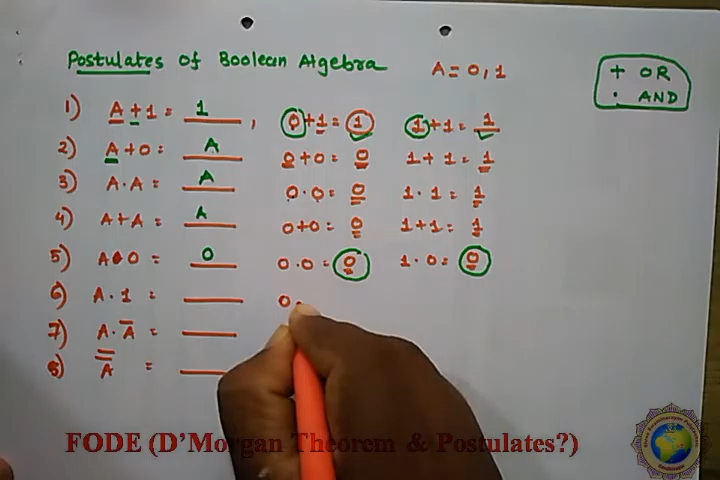 Postulates of Boolean Algebra
A = 0, 1
+ OR
· AND
1) A + 1 = 1, 0 + 1 = 1 1 + 1 = 1
2) A + 0 = A 0 + 0 = 0 1 + 1 = 1
3) A · A = A 0 · 0 = 0 1 · 1 = 1
4) A + A = A 0 + 0 = 0 1 + 1 = 1
5) A · 0 = 0 0 · 0 = 0 1 · 0 = 0
6) A · 1 = 0 ·
7) A · A̅ =
8) A̿ =
FODE (D’Morgan Theorem & Postulates?)